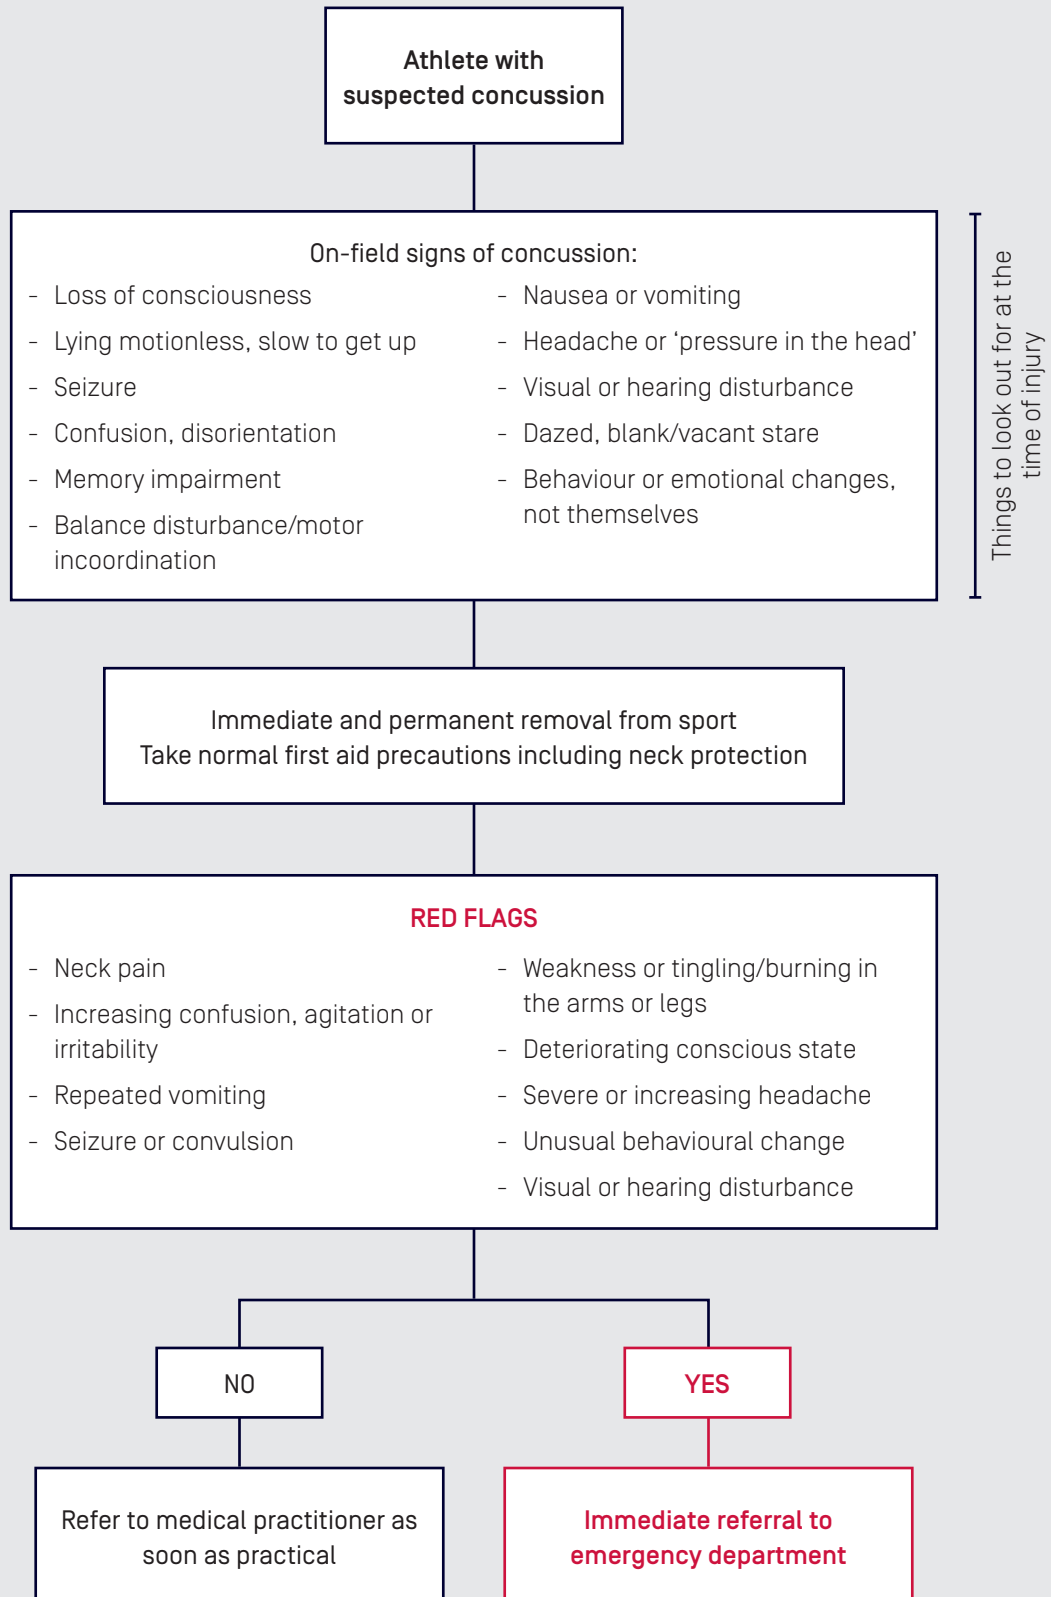 Athlete with
suspected concussion
On-field signs of concussion:
- Loss of consciousness
- Lying motionless, slow to get up
- Seizure
- Confusion, disorientation
- Memory impairment
- Balance disturbance/motor
incoordination
- Nausea or vomiting
- Headache or ‘pressure in the head’
- Visual or hearing disturbance
- Dazed, blank/vacant stare
- Behaviour or emotional changes,
not themselves
Things to look out for at the
time of injury
Immediate and permanent removal from sport
Take normal first aid precautions including neck protection
RED FLAGS
- Neck pain
- Increasing confusion, agitation or
irritability
- Repeated vomiting
- Seizure or convulsion
- Weakness or tingling/burning in
the arms or legs
- Deteriorating conscious state
- Severe or increasing headache
- Unusual behavioural change
- Visual or hearing disturbance
NO
YES
Refer to medical practitioner as
soon as practical
Immediate referral to
emergency department